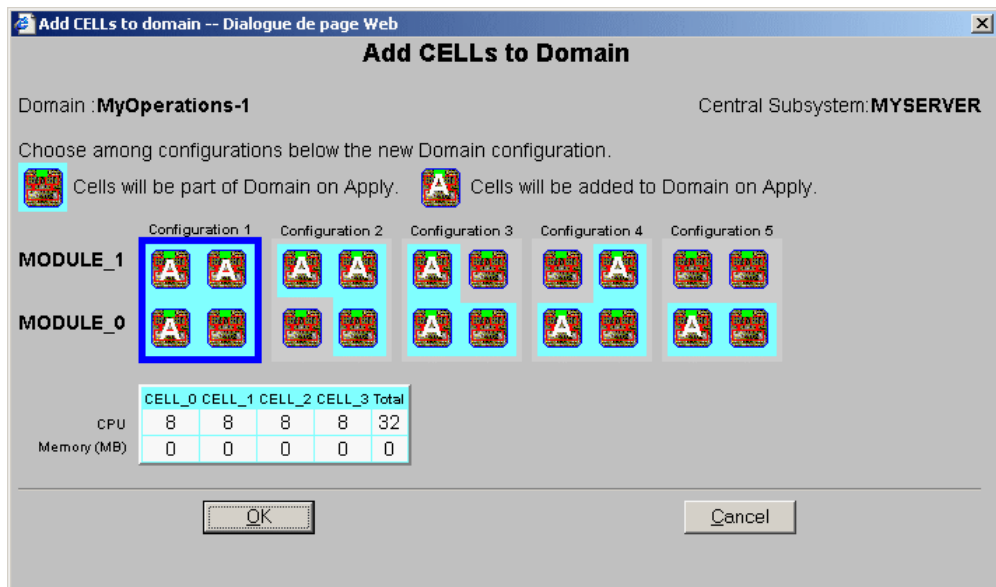 Add CELLs to domain -- Dialogue de page Web
Add CELLs to Domain
Domain :MyOperations-1 Central Subsystem:MYSERVER
Choose among configurations below the new Domain configuration.
Cells will be part of Domain on Apply. A Cells will be added to Domain on Apply.
Configuration 1 Configuration 2 Configuration 3 Configuration 4 Configuration 5
MODULE_1 A A A A A A
MODULE_0 A A A A
CELL_0 CELL_1 CELL_2 CELL_3 Total
CPU 8 8 8 8 32
Memory (MB) 0 0 0 0 0
OK Cancel